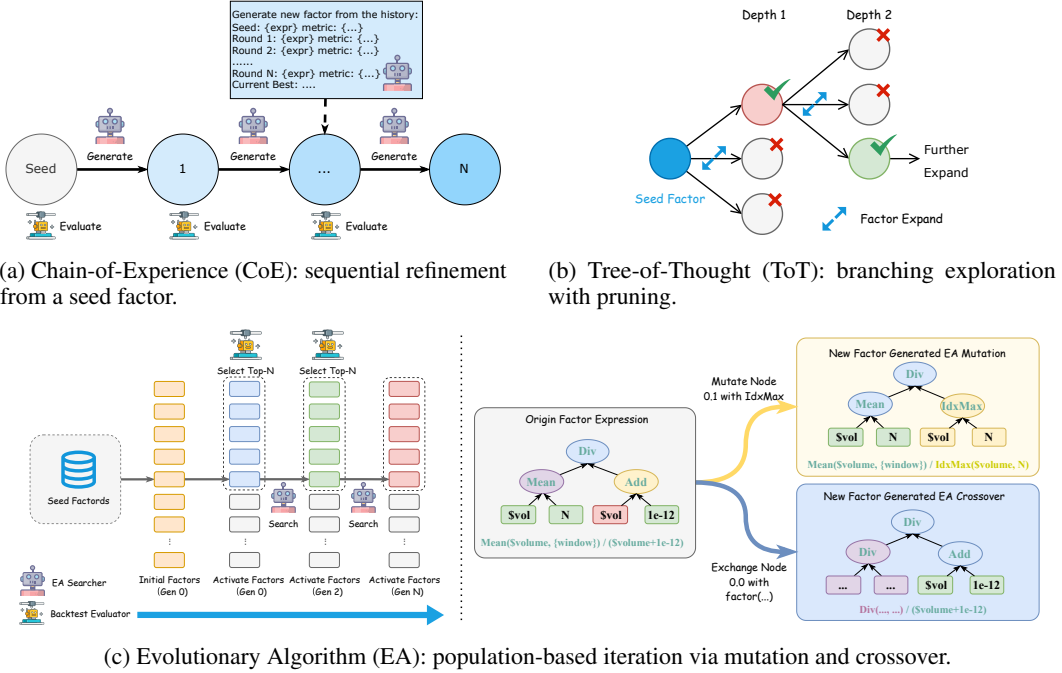 Generate new factor from the history:
Seed: {expr} metric: {...}
Round 1: {expr} metric: {...}
Round 2: {expr} metric: {...}
......
Round N: {expr} metric: {...}
Current Best: ....
Seed
Generate
1
Generate
...
Generate
N
Evaluate
Evaluate
Evaluate
(a) Chain-of-Experience (CoE): sequential refinement
from a seed factor.
Depth 1
Depth 2
Seed Factor
Further
Expand
Factor Expand
(b) Tree-of-Thought (ToT): branching exploration
with pruning.
Select Top-N
Select Top-N
Seed Factords
Search
Search
Initial Factors
(Gen 0)
Activate Factors
(Gen 0)
Activate Factors
(Gen 2)
Activate Factors
(Gen N)
EA Searcher
Backtest Evaluator
Origin Factor Expression
Div
Mean
Add
$vol
N
$vol
1e-12
Mean($volume, {window}) / ($volume+1e-12)
Mutate Node
0.1 with IdxMax
Exchange Node
0.0 with
factor(...)
New Factor Generated EA Mutation
Div
Mean
IdxMax
$vol
N
$vol
N
Mean($volume, {window}) / IdxMax($volume, N)
New Factor Generated EA Crossover
Div
Div
Add
...
...
$vol
1e-12
Div(..., ...) / ($volume+1e-12)
(c) Evolutionary Algorithm (EA): population-based iteration via mutation and crossover.